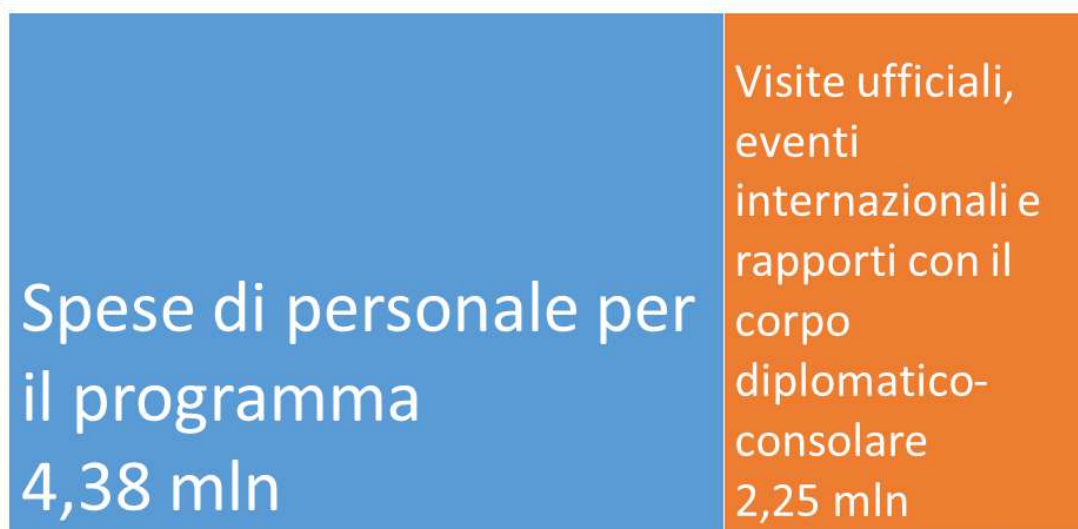 Spese di personale per
il programma
4,38 mln
Visite ufficiali,
eventi
internazionali e
rapporti con il
corpo
diplomatico-
consolare
2,25 mln